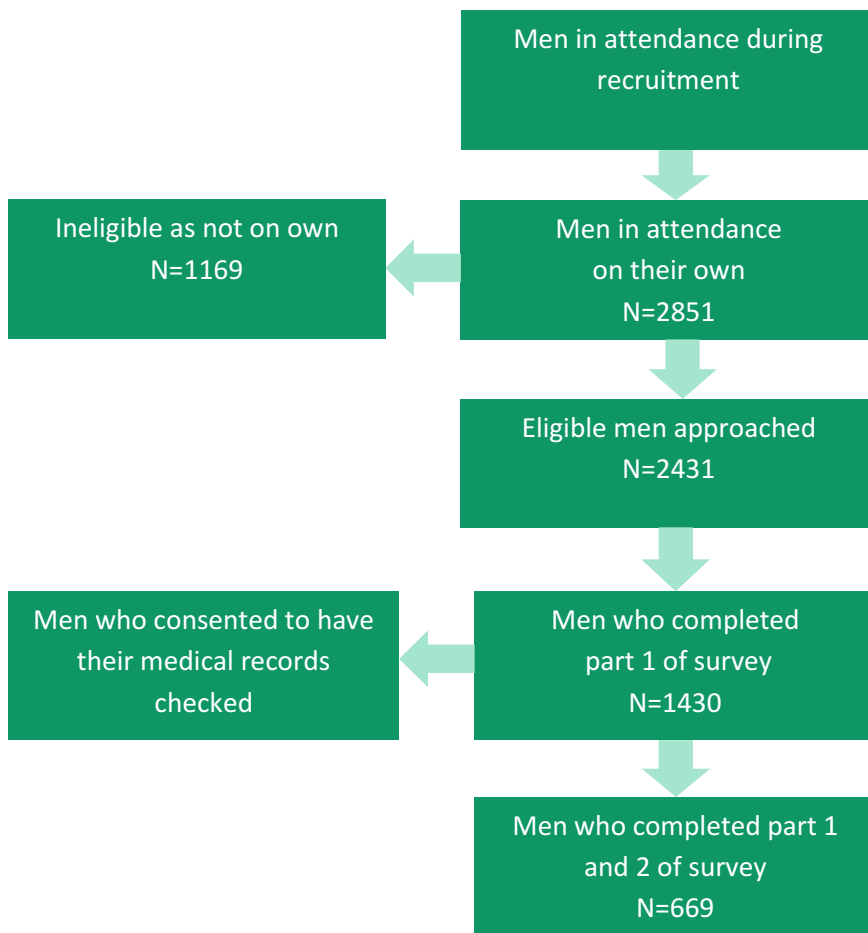 Men in attendance during
recruitment
Ineligible as not on own
N=1169
Men in attendance
on their own
N=2851
Eligible men approached
N=2431
Men who consented to have
their medical records
checked
Men who completed
part 1 of survey
N=1430
Men who completed part 1
and 2 of survey
N=669